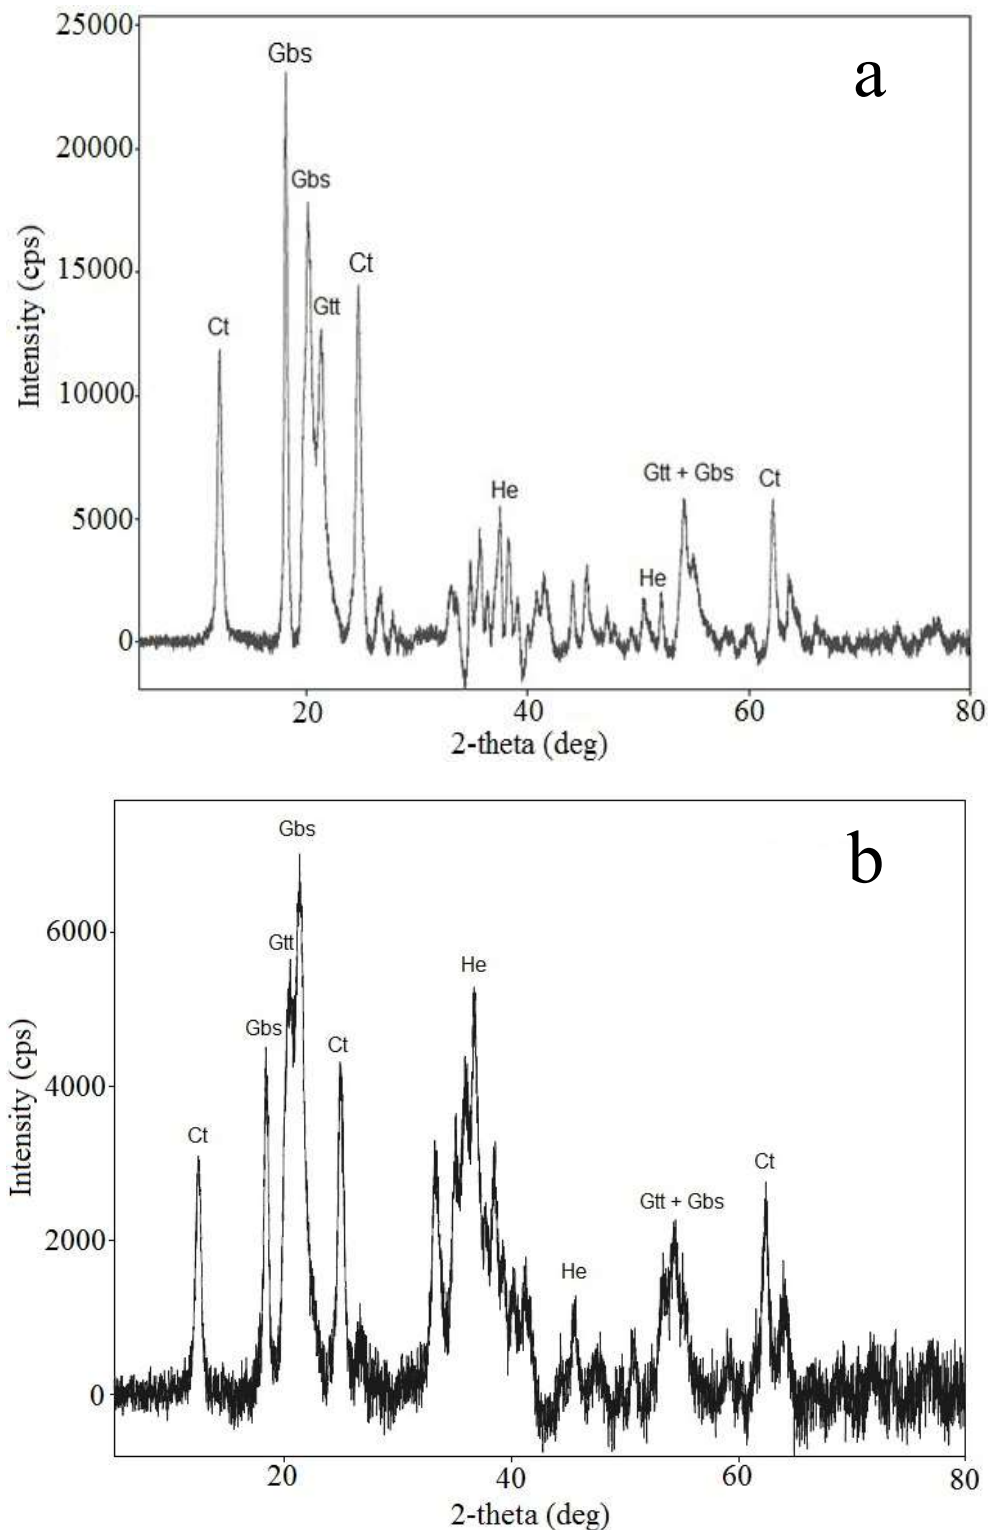 25000
Gbs
a
20000
Gbs
15000
Ct
Gtt
Ct
10000
Intensity (cps)
Gtt + Gbs
Ct
He
5000
He
0
20 40 60 80
2-theta (deg)
Gbs
b
6000
Gtt
He
Gbs
Ct
4000
Intensity (cps)
Ct
Ct
Gtt + Gbs
2000
He
0
20 40 60 80
2-theta (deg)